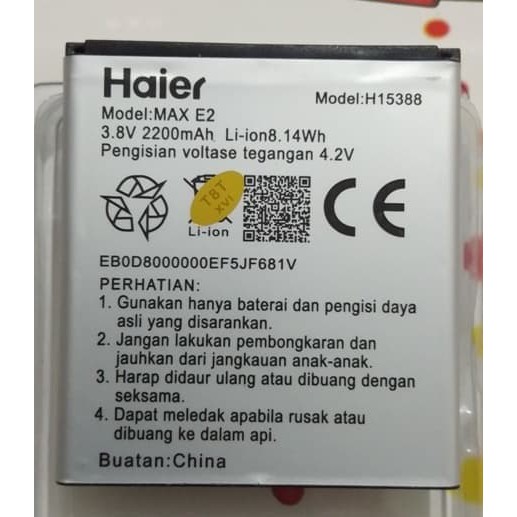 Haier
Model:MAX E2
Model:H15388
3.8V 2200mAh Li-ion8.14Wh
Pengisian voltase tegangan 4.2V
T8T
XVI
Li-ion
CE
EB0D8000000EF5JF681V
PERHATIAN:
1. Gunakan hanya baterai dan pengisi daya
asli yang disarankan.
2. Jangan lakukan pembongkaran dan
jauhkan dari jangkauan anak-anak.
3. Harap didaur ulang atau dibuang dengan
seksama.
4. Dapat meledak apabila rusak atau
dibuang ke dalam api.
Buatan:China